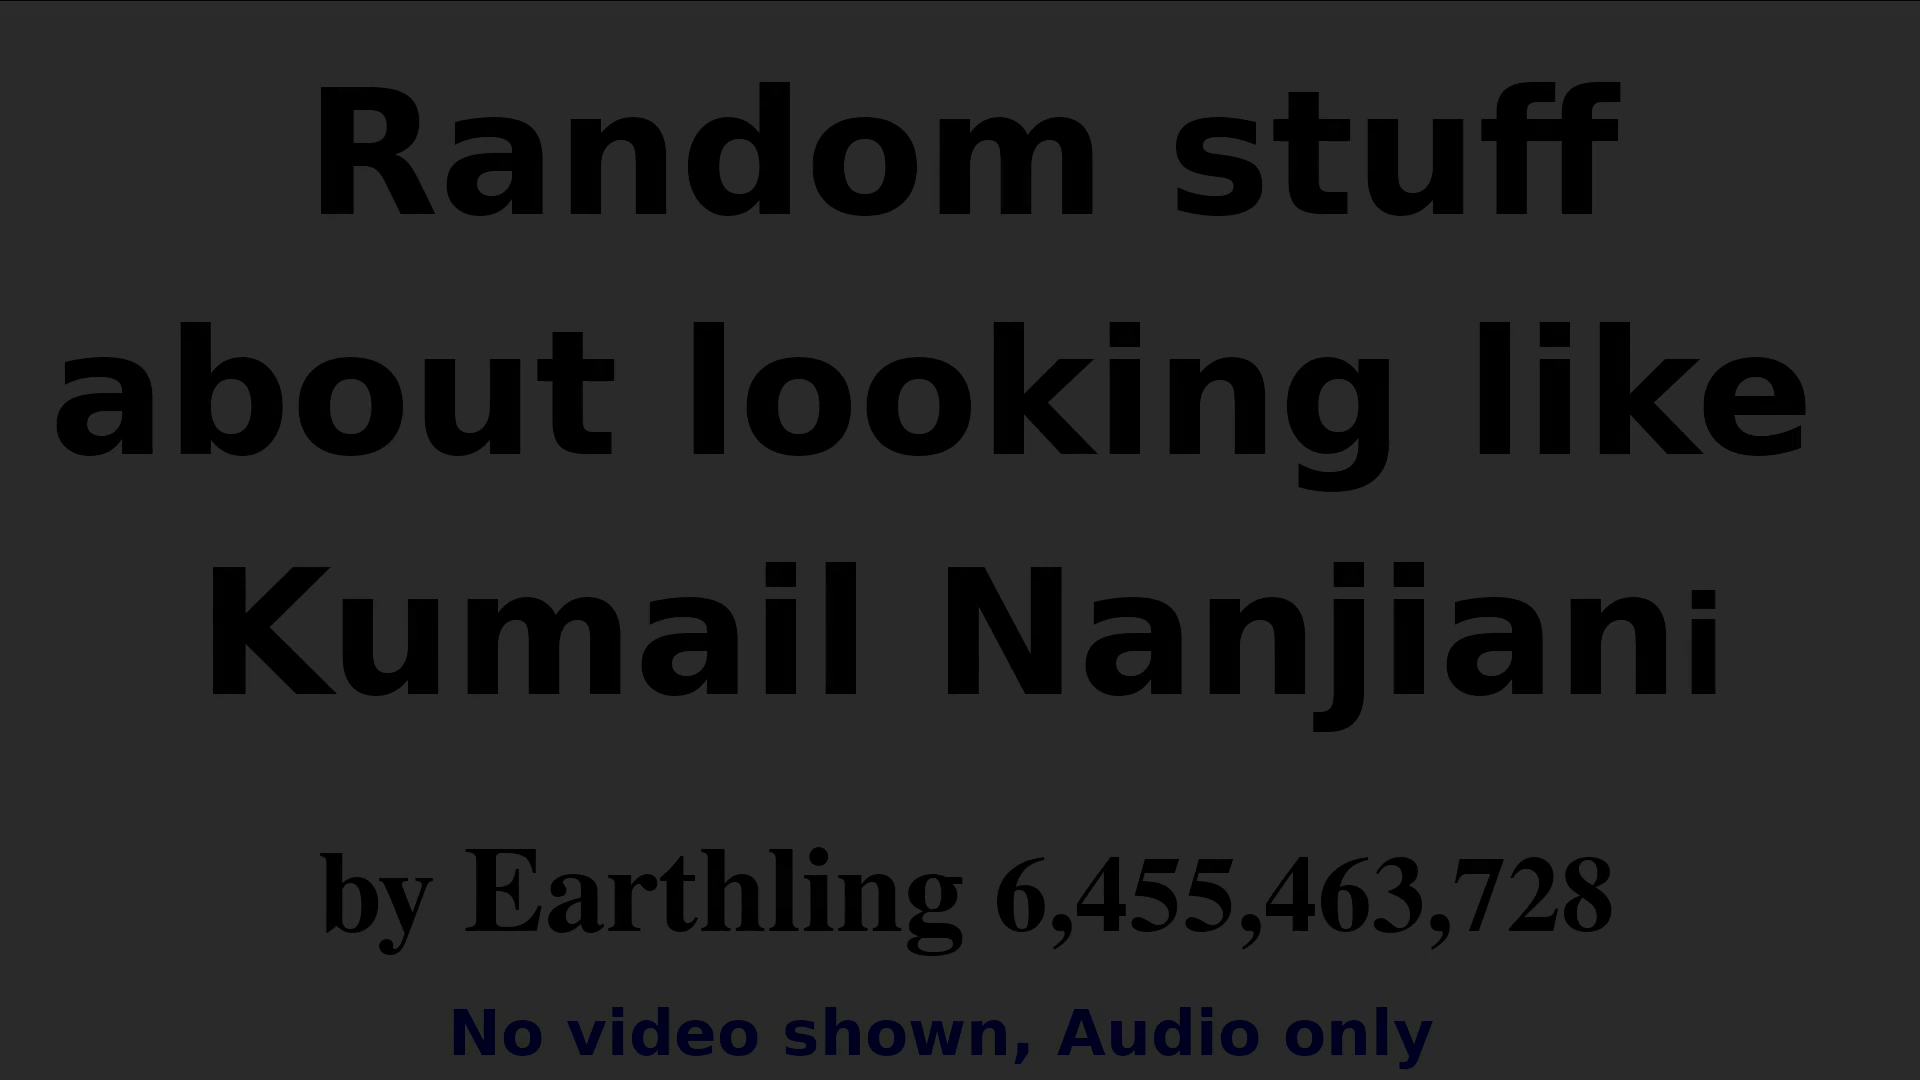 Random stuff
about looking like
Kumail Nanjiani
by Earthling 6,455,463,728
No video shown, Audio only